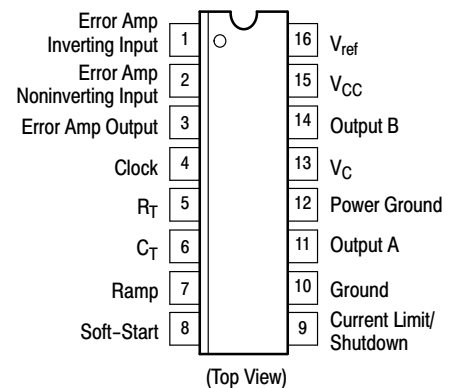 Error Amp
Inverting Input
1
Error Amp
Noninverting Input
2
Error Amp Output
3
Clock
4
RT
5
CT
6
Ramp
7
Soft-Start
8
16
Vref
15
VCC
14
Output B
13
VC
12
Power Ground
11
Output A
10
Ground
9
Current Limit/
Shutdown
(Top View)